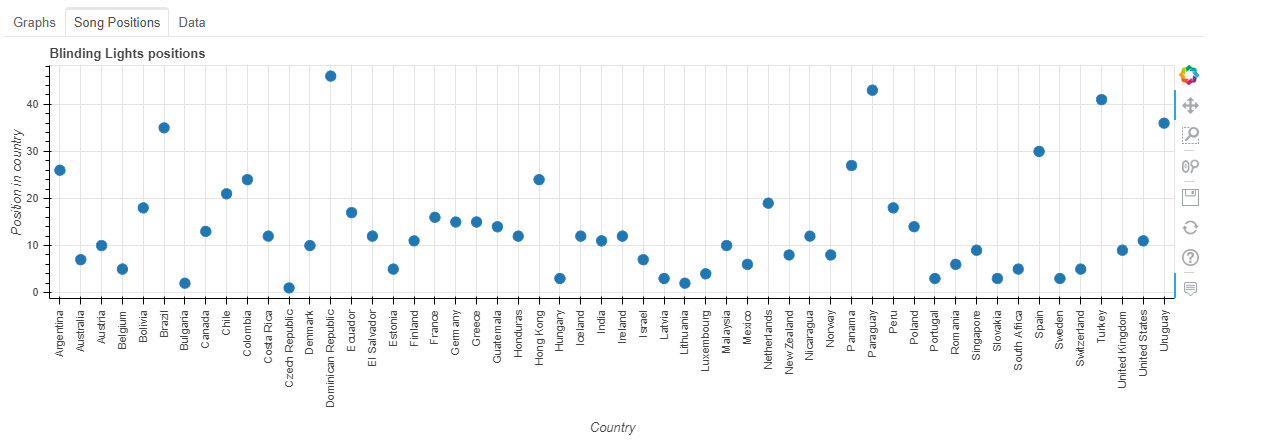 Graphs Song Positions Data
Blinding Lights positions
Position in country
40
30
20
10
0
Argentina
Australia
Austria
Belgium
Bolivia
Brazil
Bulgaria
Canada
Chile
Colombia
Costa Rica
Czech Republic
Denmark
Dominican Republic
Ecuador
El Salvador
Estonia
Finland
France
Germany
Greece
Guatemala
Honduras
Hong Kong
Hungary
Iceland
India
Ireland
Israel
Latvia
Lithuania
Luxembourg
Malaysia
Mexico
Netherlands
New Zealand
Nicaragua
Norway
Panama
Paraguay
Peru
Poland
Portugal
Romania
Singapore
Slovakia
South Africa
Spain
Sweden
Switzerland
Turkey
United Kingdom
United States
Uruguay
Country